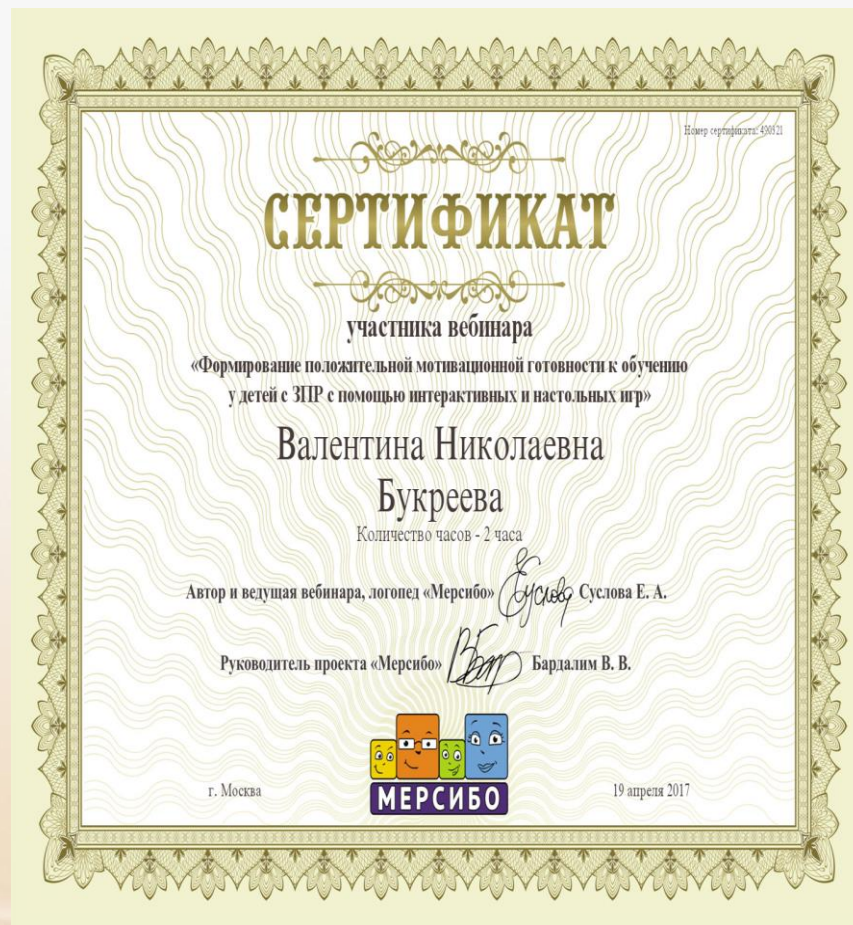 Номер сертификата: 490521
СЕРТИФИКАТ
участника вебинара
«Формирование положительной мотивационной готовности к обучению
у детей с ЗПР с помощью интерактивных и настольных игр»
Валентина Николаевна
Букреева
Количество часов - 2 часа
Автор и ведущая вебинара, логопед «Мерсибо» Суслова Е. А.
Руководитель проекта «Мерсибо» Бардалим В. В.
МЕРСИБО
г. Москва
19 апреля 2017